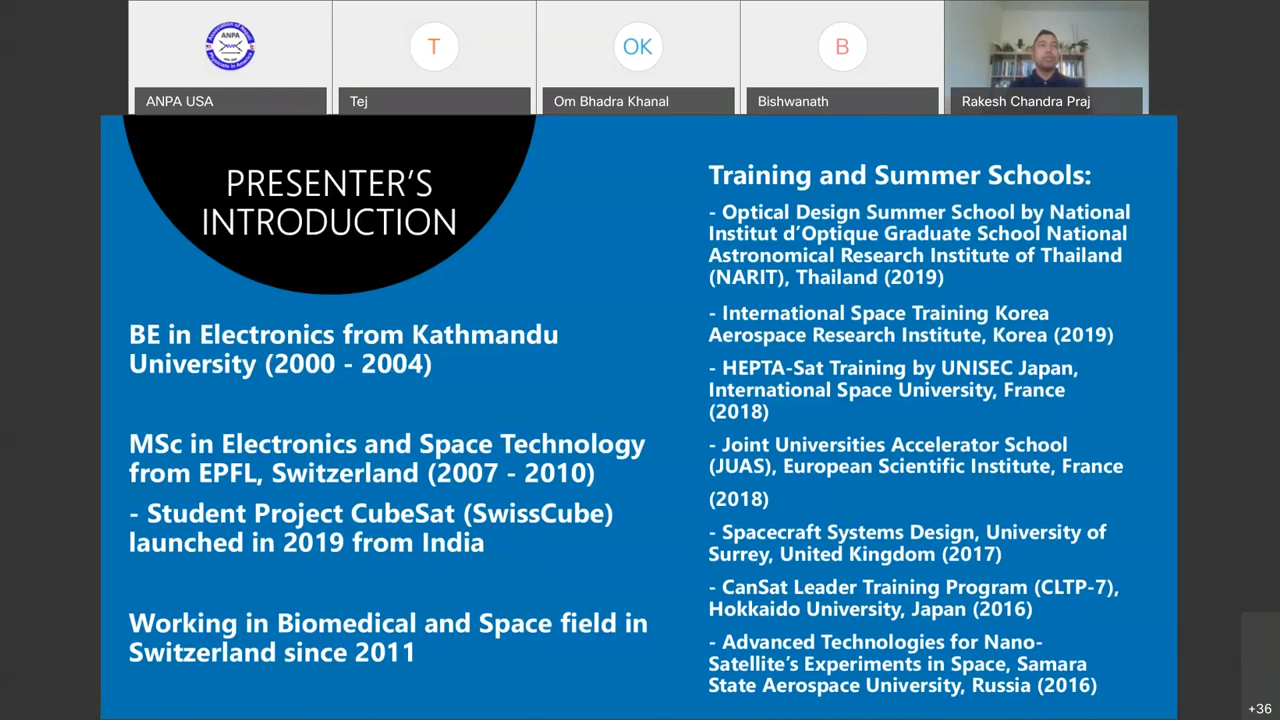 ANPA
T
OK
B
ANPA USA
Tej
Om Bhadra Khanal
Bishwanath
Rakesh Chandra Praj
PRESENTER'S
INTRODUCTION
BE in Electronics from Kathmandu
University (2000 - 2004)
MSc in Electronics and Space Technology
from EPFL, Switzerland (2007 - 2010)
- Student Project CubeSat (SwissCube)
launched in 2019 from India
Working in Biomedical and Space field in
Switzerland since 2011
Training and Summer Schools:
- Optical Design Summer School by National
Institut d'Optique Graduate School National
Astronomical Research Institute of Thailand
(NARIT), Thailand (2019)
- International Space Training Korea
Aerospace Research Institute, Korea (2019)
- HEPTA-Sat Training by UNISEC Japan,
International Space University, France
(2018)
- Joint Universities Accelerator School
(JUAS), European Scientific Institute, France
(2018)
- Spacecraft Systems Design, University of
Surrey, United Kingdom (2017)
- CanSat Leader Training Program (CLTP-7),
Hokkaido University, Japan (2016)
- Advanced Technologies for Nano-
Satellite's Experiments in Space, Samara
State Aerospace University, Russia (2016)
+36